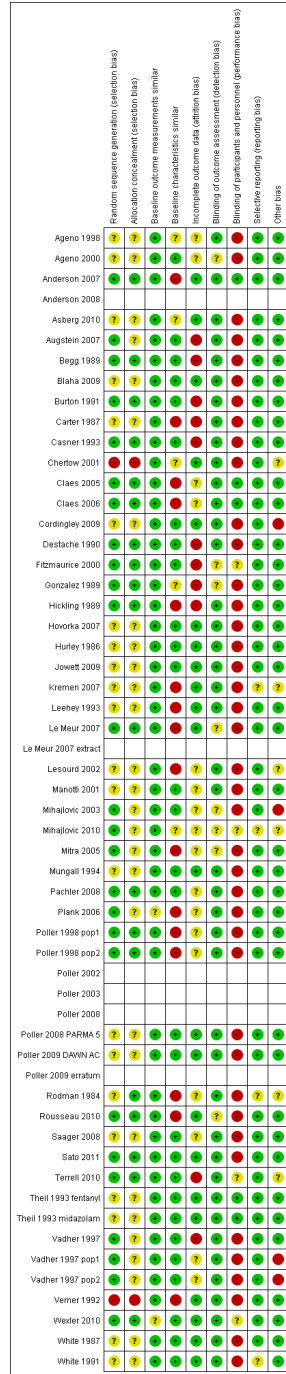 Random sequence generation (selection bias)
Allocation concealment (selection bias)
Baseline outcome measurements similar
Baseline characteristics similar
Incomplete outcome data (attrition bias)
Blinding of outcome assessment (detection bias)
Blinding of participants and personnel (performance bias)
Selective reporting (reporting bias)
Other bias
Ageno 1998 ? ? + ? ? + - + +
Ageno 2000 ? ? + + ? ? - + +
Anderson 2007 + + + - + + + + +
Anderson 2008
Asberg 2010 ? ? + ? + + - + +
Augstein 2007 + ? + + - + - + +
Begg 1989 + + + + - + - + +
Blaha 2009 ? ? + + + + - + +
Burton 1991 + + + + - + - + +
Carter 1987 ? ? + - - + - + +
Casner 1993 + + + + - + - + +
Chertow 2001 - - + ? + + - + ?
Claes 2005 + + + - ? + + + +
Claes 2006 + + + - ? + + + +
Cordingley 2009 ? ? + + + + - + -
Destache 1990 + + + + - + - + +
Fitzmaurice 2000 + + + + - ? ? + +
Gonzalez 1989 + + + ? - ? - + +
Hickling 1989 + + + - - + - + +
Hovorka 2007 ? ? + + + + - + +
Hurley 1986 ? ? + + + + - + +
Jowett 2009 ? ? + + + + - + +
Kremen 2007 ? ? + - + + - ? ?
Leehey 1993 ? ? + - + + - + +
Le Meur 2007 + + + - + ? - + +
Le Meur 2007 extract
Lesourd 2002 ? ? + - ? + - + ?
Manotti 2001 ? ? + + ? + - + +
Mihajlovic 2003 + ? + + ? ? - + -
Mihajlovic 2010 + ? + ? ? ? ? ? ?
Mitra 2005 + ? + - ? ? - + +
Mungall 1994 ? ? + + + + - + +
Pachler 2008 + + + + ? + - + +
Plank 2006 + ? ? - ? + - + +
Poller 1998 pop1 + + + - ? + - + +
Poller 1998 pop2 + + + - ? + - + +
Poller 2002
Poller 2003
Poller 2008
Poller 2008 PARMA 5 ? ? + + + + - + +
Poller 2009 DAWN AC ? ? + + + + - + +
Poller 2009 erratum
Rodman 1984 ? + + - ? + - ? ?
Rousseau 2010 + + + - + ? - + +
Saager 2008 ? ? + + ? + - + +
Sato 2011 + + + + + + - + +
Terrell 2010 + + + + - + ? + ?
Theil 1993 fentanyl ? ? + + + + + + +
Theil 1993 midazolam ? ? + + + + + + +
Vadher 1997 + ? + + - + - + +
Vadher 1997 pop1 + ? + + ? + - + -
Vadher 1997 pop2 + ? + + ? + - + -
Verner 1992 - - + - + + - + +
Wexler 2010 + + ? + + + ? + +
White 1987 ? ? + + + + - + +
White 1991 ? ? + + + + - ? +